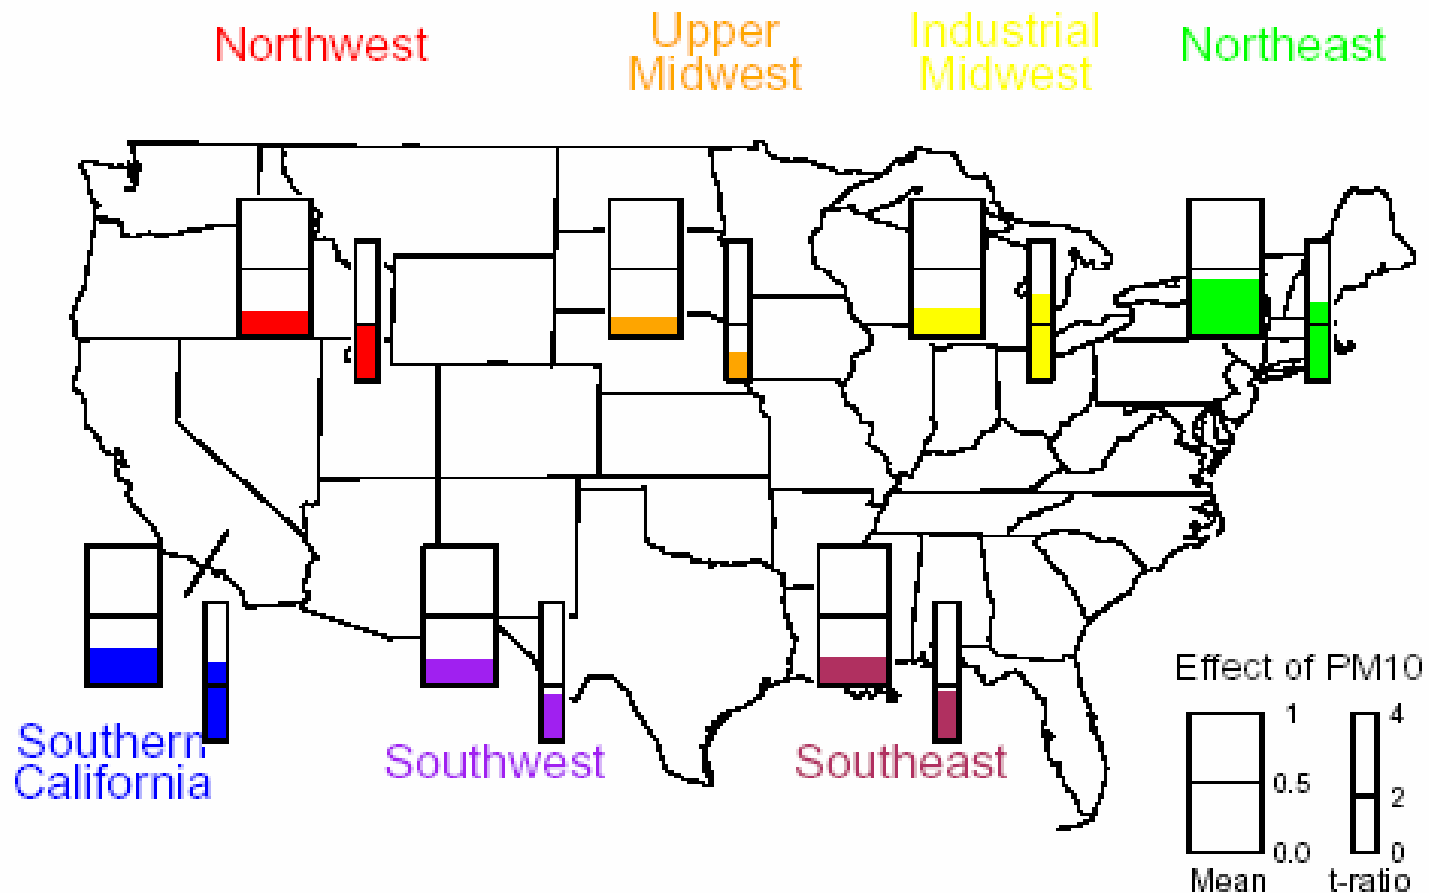 Northwest
Upper
Midwest
Industrial
Midwest
Northeast
Southern
California
Southwest
Southeast
Effect of PM10
1
0.5
0.0
Mean
4
2
0
t-ratio